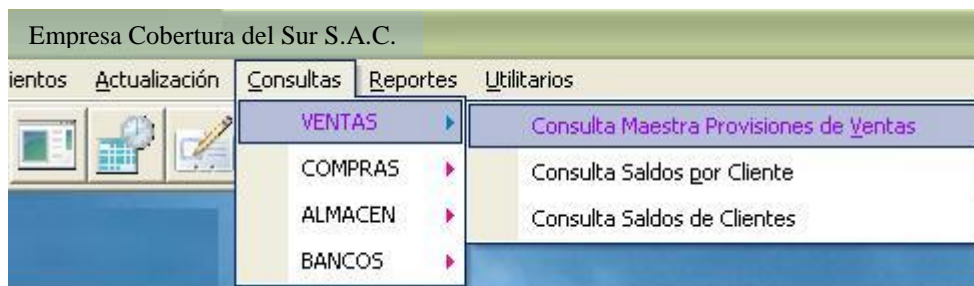 Empresa Cobertura del Sur S.A.C.
ientos Actualización Consultas Reportes Utilitarios
VENTAS Consulta Maestra Provisiones de Ventas
COMPRAS Consulta Saldos por Cliente
ALMACEN Consulta Saldos de Clientes
BANCOS